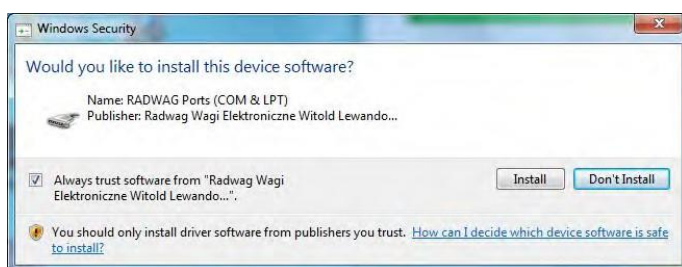 Windows Security
Would you like to install this device software?
Name: RADWAG Ports (COM & LPT)
Publisher: Radwag Wagi Elektroniczne Witold Lewando...
Always trust software from "Radwag Wagi
Elektroniczne Witold Lewando...".
Install
Don't Install
You should only install driver software from publishers you trust. How can I decide which device software is safe
to install?